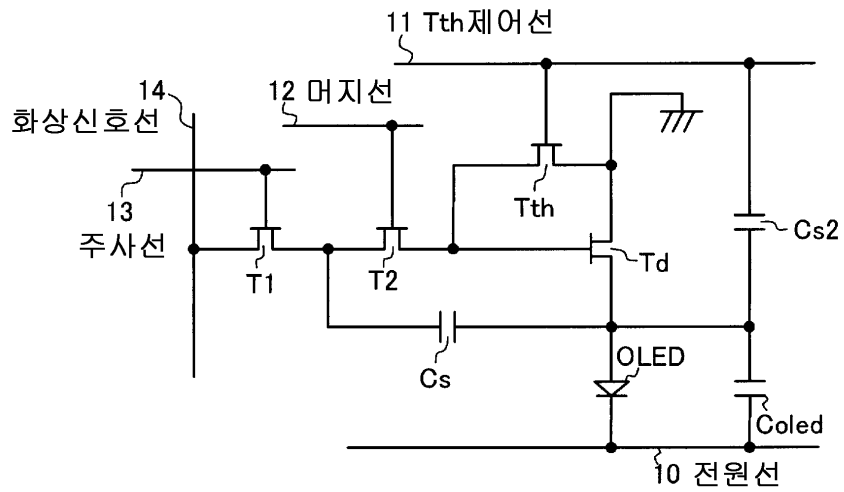 11 Tth제어선
14
12 머지선
화상신호선
13
주사선
Tth
T1
T2
Td
Cs2
Cs
OLED
Coled
10 전원선